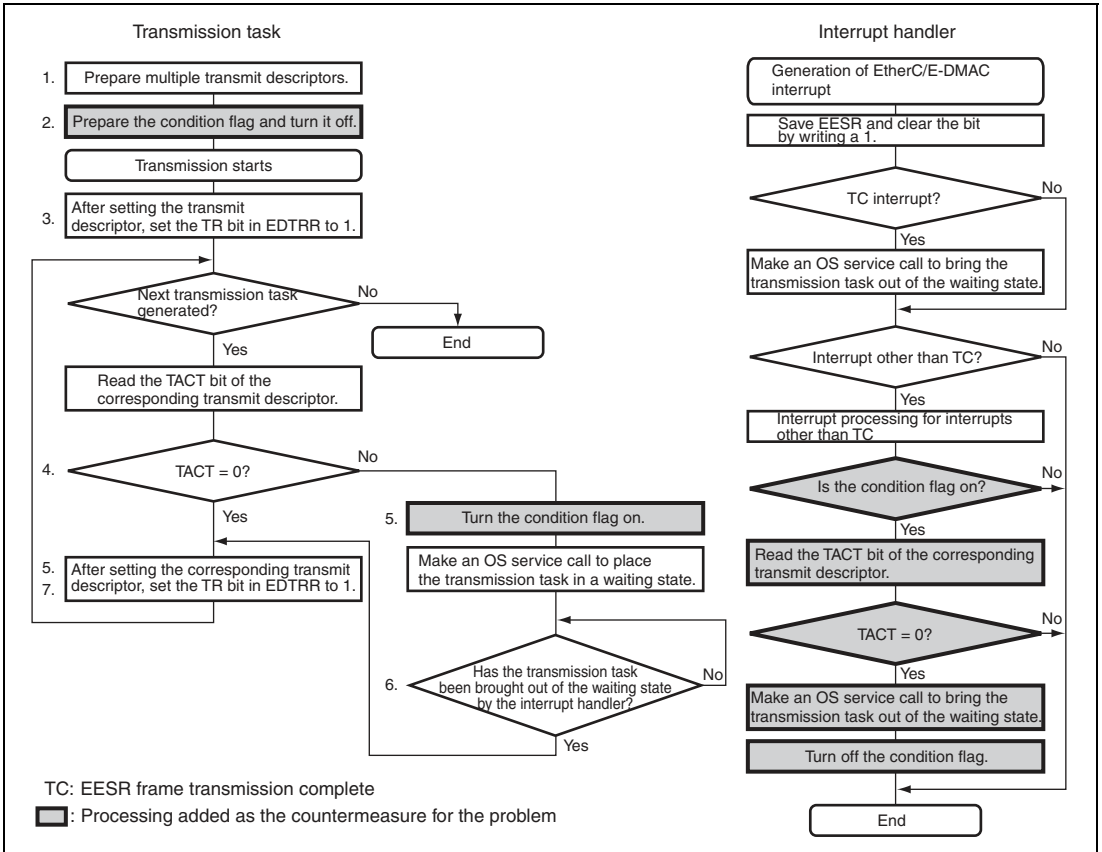 Transmission task
1. Prepare multiple transmit descriptors.
2. Prepare the condition flag and turn it off.
Transmission starts
3. After setting the transmit
descriptor, set the TR bit in EDTRR to 1.
Next transmission task
generated?
No
End
Yes
Read the TACT bit of the
corresponding transmit descriptor.
4. TACT = 0?
No
Yes
5. Turn the condition flag on.
Make an OS service call to place
the transmission task in a waiting state.
5.
7.
After setting the corresponding transmit
descriptor, set the TR bit in EDTRR to 1.
6. Has the transmission task
been brought out of the waiting state
by the interrupt handler?
No
Yes
Interrupt handler
Generation of EtherC/E-DMAC
interrupt
Save EESR and clear the bit
by writing a 1.
TC interrupt?
No
Yes
Make an OS service call to bring the
transmission task out of the waiting state.
Interrupt other than TC?
No
Yes
Interrupt processing for interrupts
other than TC
Is the condition flag on?
No
Yes
Read the TACT bit of the corresponding
transmit descriptor.
TACT = 0?
No
Yes
Make an OS service call to bring the
transmission task out of the waiting state.
Turn off the condition flag.
End
TC: EESR frame transmission complete
: Processing added as the countermeasure for the problem